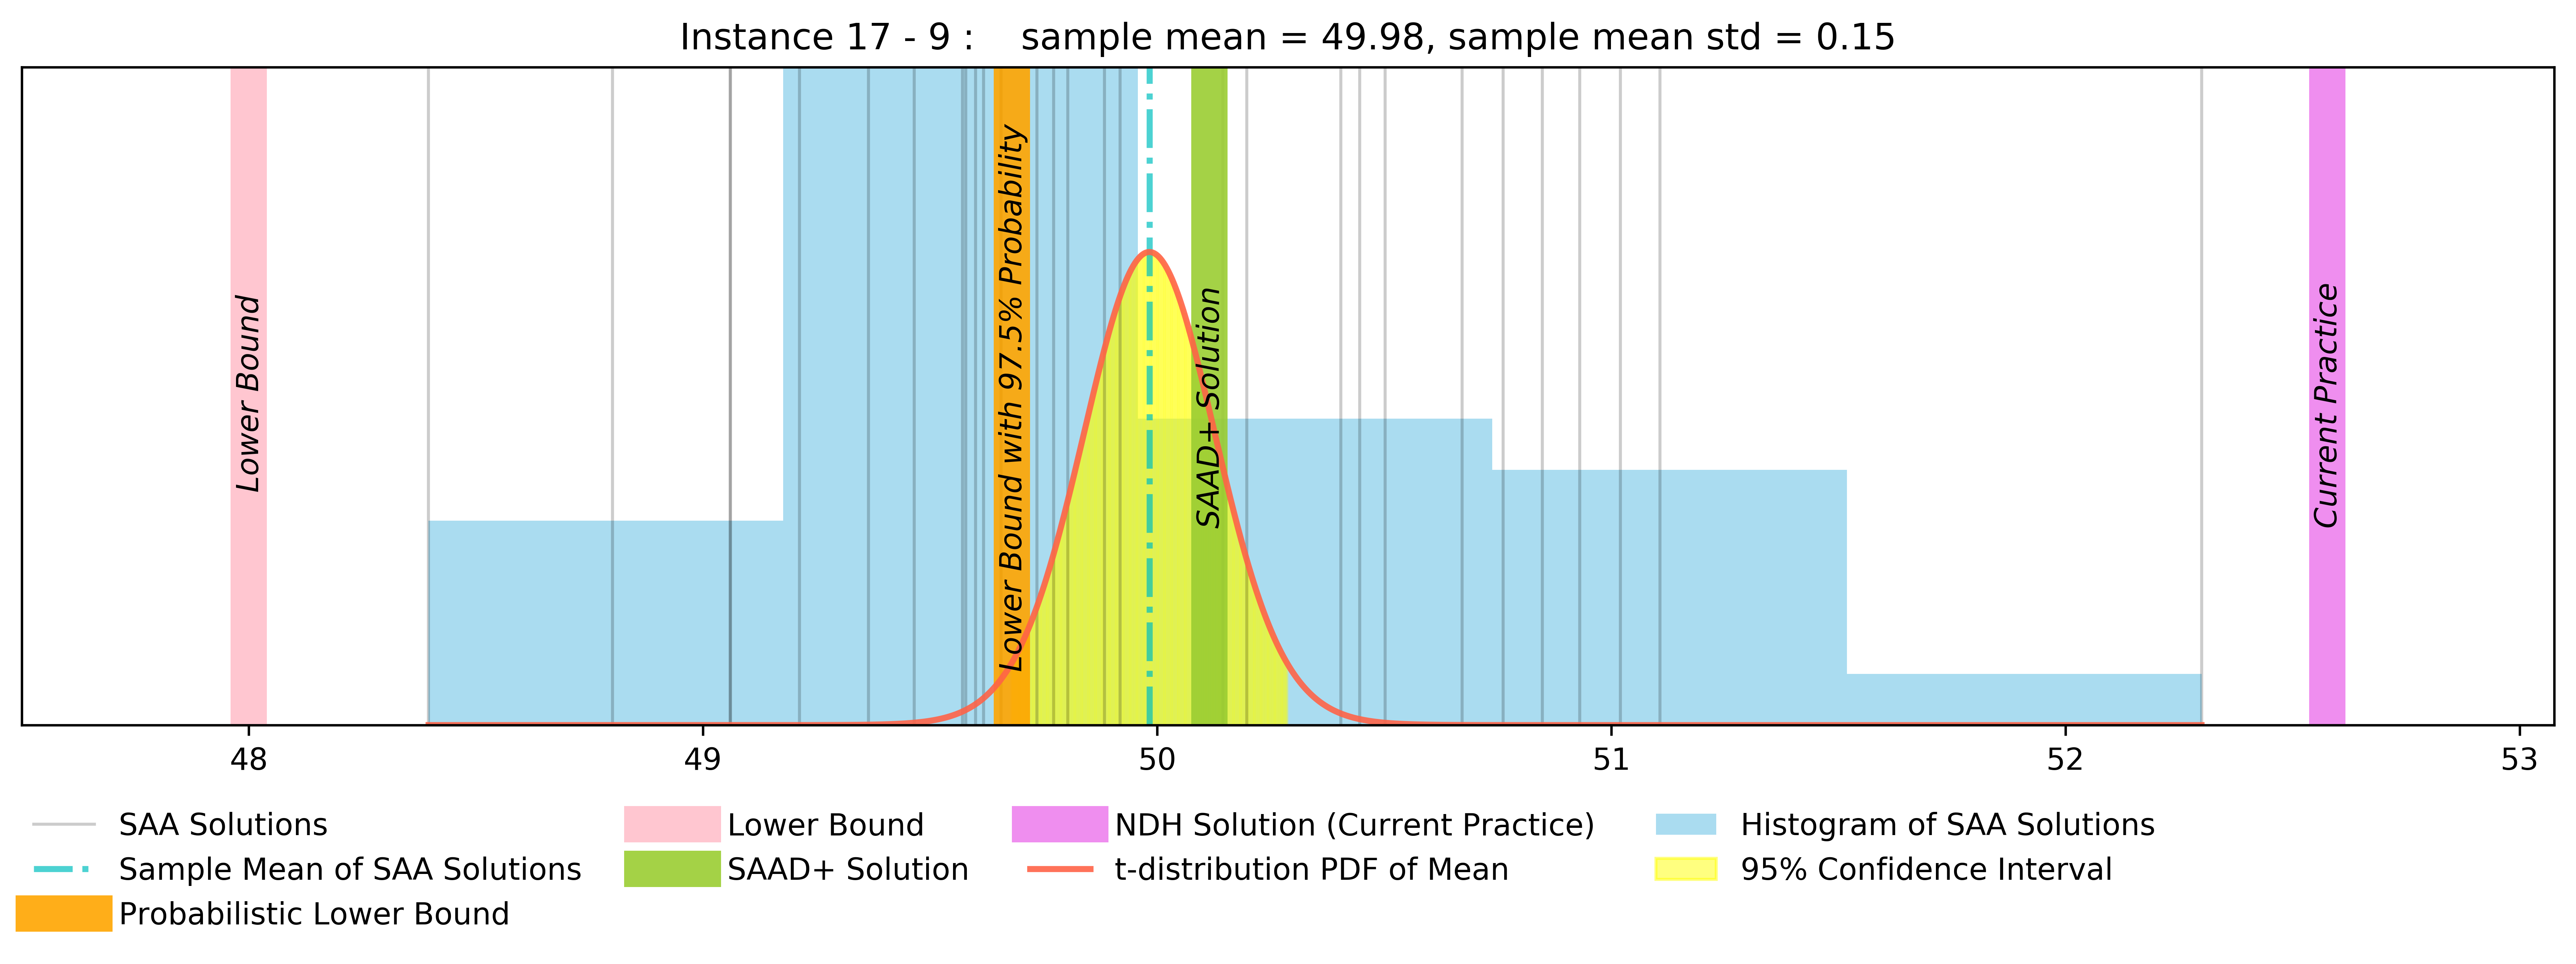 Instance 17 - 9 :    sample mean = 49.98, sample mean std = 0.15
Lower Bound
Lower Bound with 97.5% Probability
SAAD+ Solution
Current Practice
48 49 50 51 52 53
SAA Solutions
Sample Mean of SAA Solutions
Probabilistic Lower Bound
Lower Bound
SAAD+ Solution
NDH Solution (Current Practice)
t-distribution PDF of Mean
Histogram of SAA Solutions
95% Confidence Interval